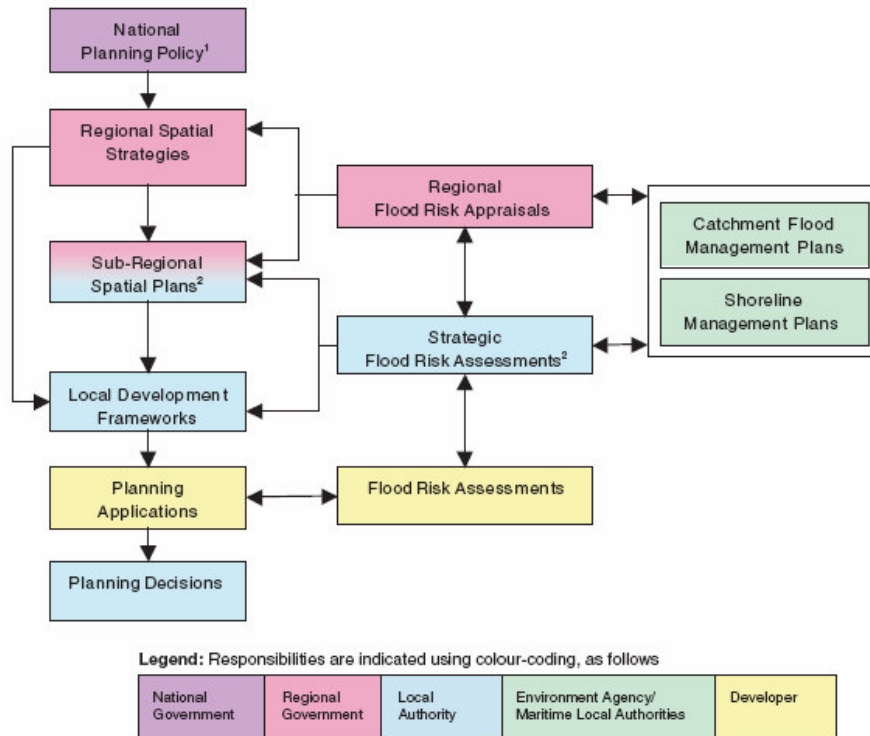 National
Planning Policy¹
Regional Spatial
Strategies
Regional
Flood Risk Appraisals
Catchment Flood
Management Plans
Sub-Regional
Spatial Plans²
Shoreline
Management Plans
Strategic
Flood Risk Assessments²
Local Development
Frameworks
Planning
Applications
Flood Risk Assessments
Planning Decisions
Legend: Responsibilities are indicated using colour-coding, as follows
National
Government
Regional
Government
Local
Authority
Environment Agency/
Maritime Local Authorities
Developer